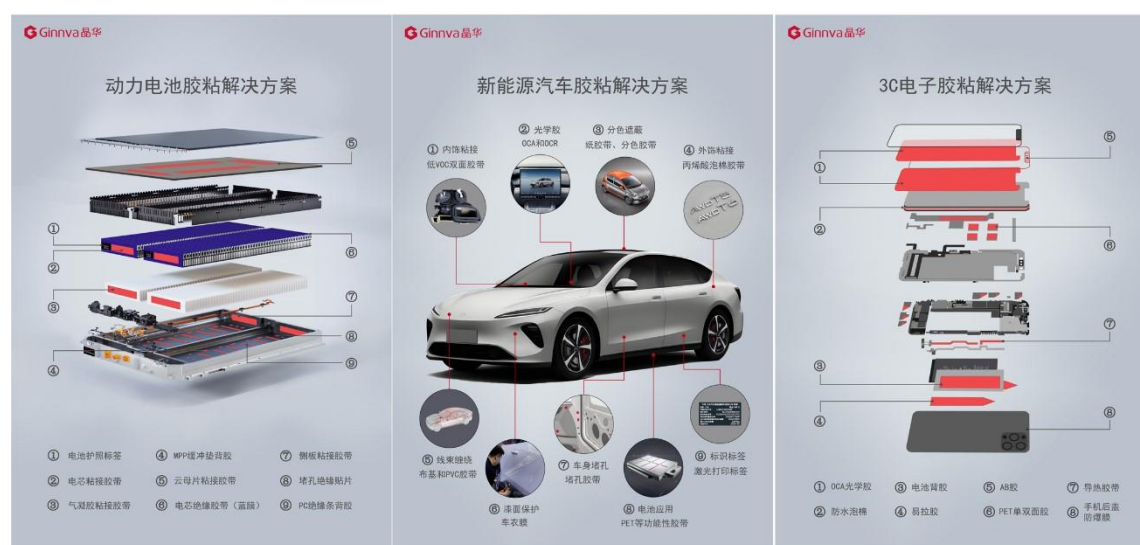 Ginnva晶华
动力电池胶粘解决方案
⑤
①
⑥
②
③
⑦
⑧
④
⑨
① 电池护照标签
④ MPP缓冲垫背胶
⑦ 侧板粘接胶带
② 电芯粘接胶带
⑤ 云母片粘接胶带
⑧ 堵孔绝缘贴片
③ 气凝胶粘接胶带
⑥ 电芯绝缘胶带（蓝膜）
⑨ PC绝缘条背胶
Ginnva晶华
新能源汽车胶粘解决方案
① 内饰粘接
低VOC双面胶带
② 光学胶
OCA和OCR
③ 分色遮蔽
纸胶带、分色胶带
④ 外饰粘接
丙烯酸泡棉胶带
⑤ 线束缠绕
布基和PVC胶带
⑥ 漆面保护
车衣膜
⑦ 车身堵孔
堵孔胶带
⑧ 电池应用
PET等功能性胶带
⑨ 标识标签
激光打印标签
Ginnva晶华
3C电子胶粘解决方案
⑤
①
②
⑥
⑦
③
④
⑧
① OCA光学胶
③ 电池背胶
⑤ AB胶
⑦ 导热胶带
② 防水泡棉
④ 易拉胶
⑥ PET单双面胶
⑧ 手机后盖
防爆膜